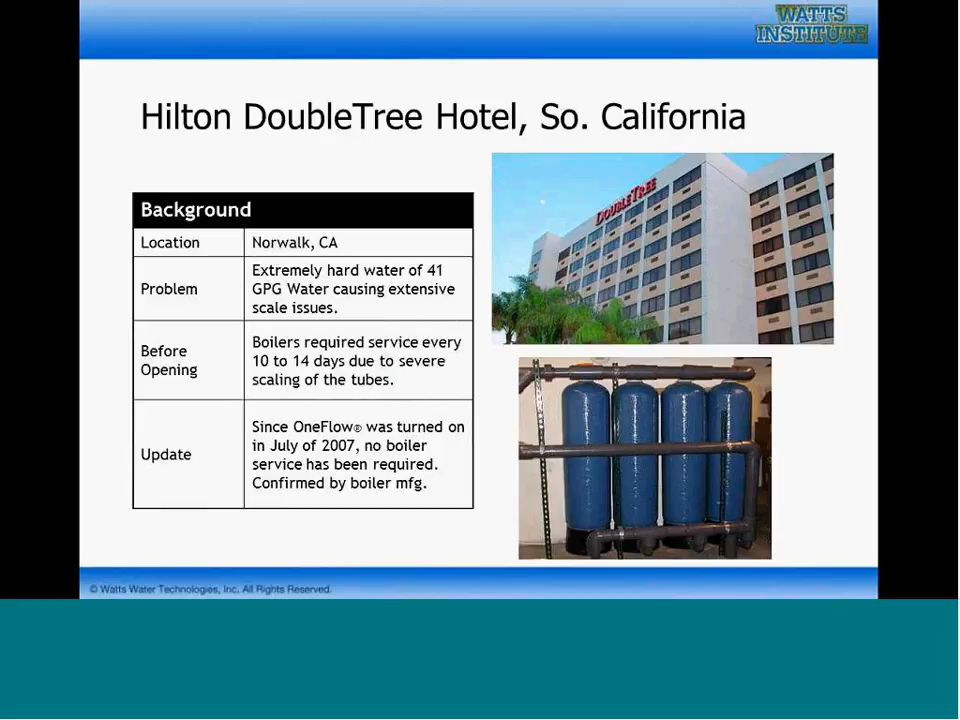 WATTS
INSTITUTE
Hilton DoubleTree Hotel, So. California
Background
Location
Norwalk, CA
Problem
Extremely hard water of 41
GPG Water causing extensive
scale issues.
Before
Opening
Boilers required service every
10 to 14 days due to severe
scaling of the tubes.
Update
Since OneFlow® was turned on
in July of 2007, no boiler
service has been required.
Confirmed by boiler mfg.
DOUBLETREE
© Watts Water Technologies, Inc. All Rights Reserved.